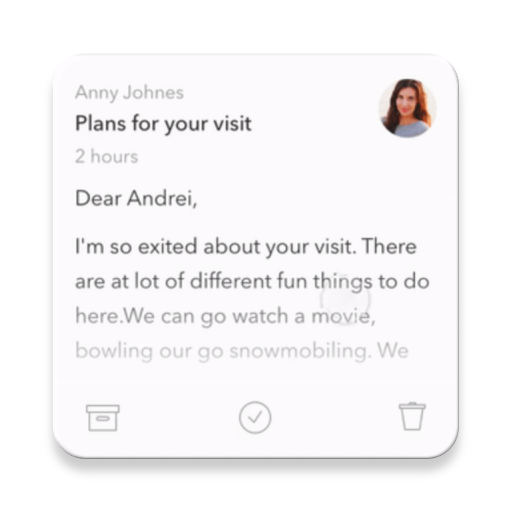 Anny Johnes
Plans for your visit
2 hours
Dear Andrei,
I'm so exited about your visit. There
are at lot of different fun things to do
here.We can go watch a movie,
bowling our go snowmobiling. We